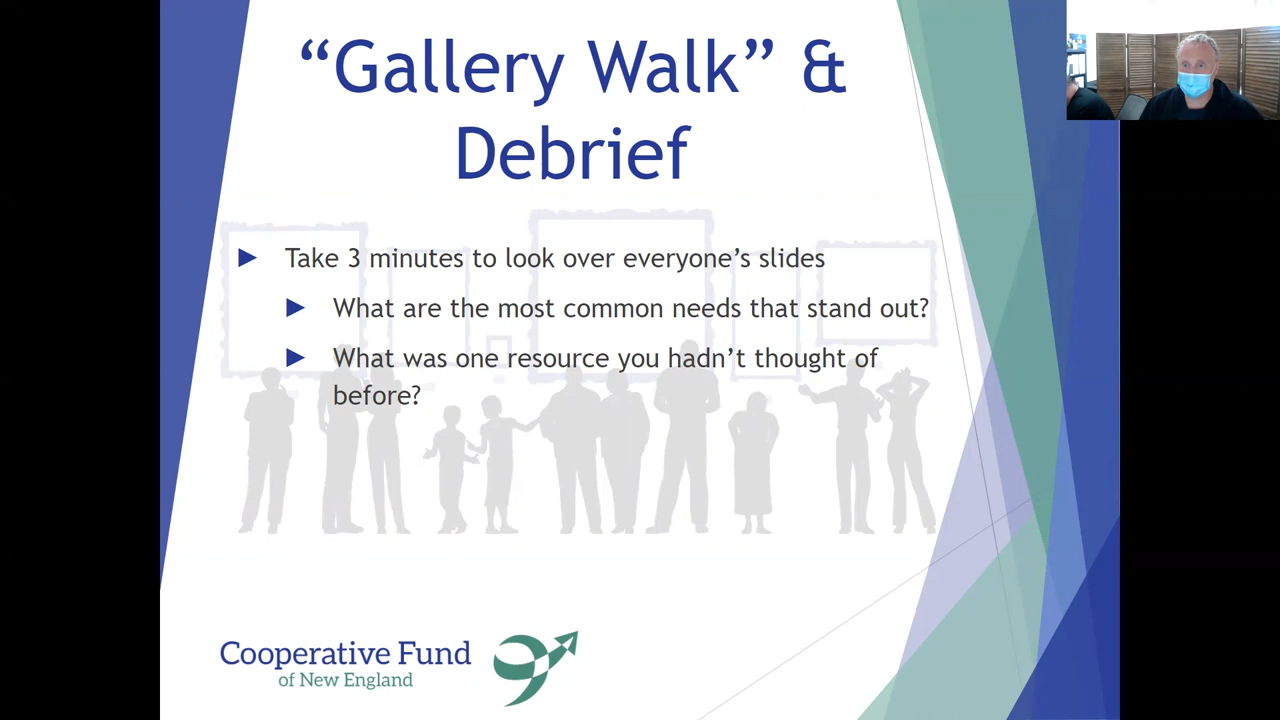 “Gallery Walk” &
Debrief
Take 3 minutes to look over everyone’s slides
What are the most common needs that stand out?
What was one resource you hadn’t thought of
before?
Cooperative Fund
of New England